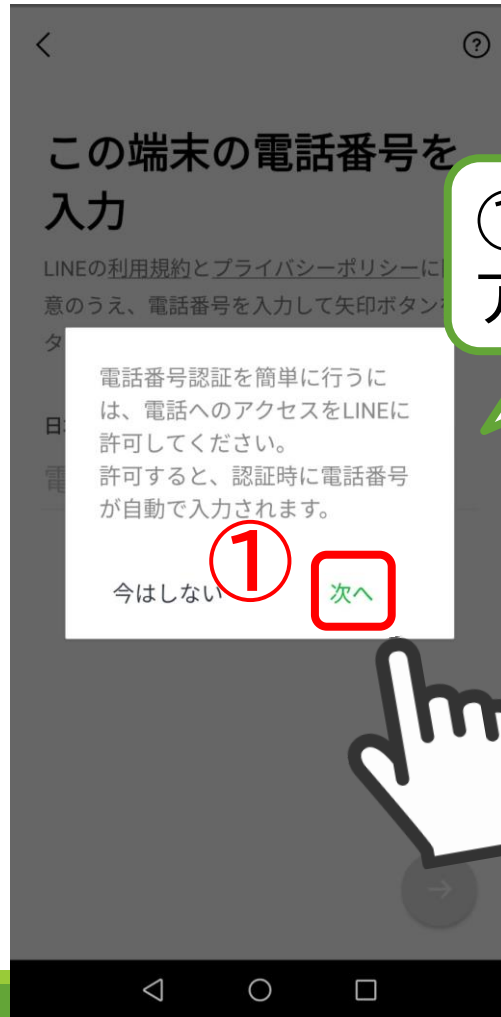 この端末の電話番号を
入力
LINEの利用規約とプライバシーポリシーに
意のうえ、電話番号を入力して矢印ボタン
タ
電話番号認証を簡単に行うに
は、電話へのアクセスをLINEに
許可してください。
許可すると、認証時に電話番号
が自動で入力されます。
日
電
①
今はしない
次へ
①